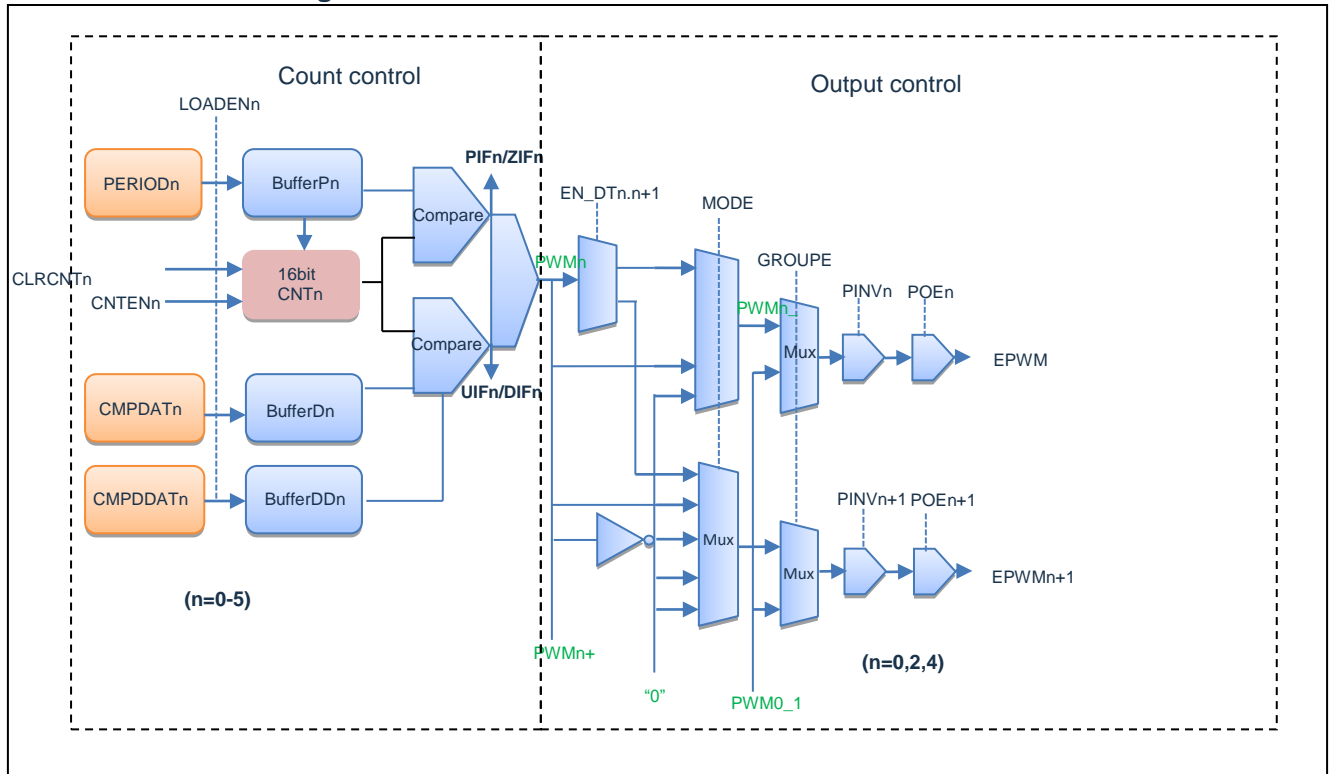 Count control
Output control
LOADENn
PIFn/ZIFn
PERIODn
BufferPn
Compare
EN_DTn.n+1
MODE
GROUPE
CLRCNTn
CNTENn
16bit
CNTn
PWMn
PWMn_
PINVn
POEn
Mux
EPWM
Compare
UIFn/DIFn
CMPDATn
BufferDn
CMPDDATn
BufferDDn
Mux
PINVn+1
POEn+1
Mux
EPWMn+1
(n=0-5)
PWMn+
(n=0,2,4)
“0”
PWM0_1